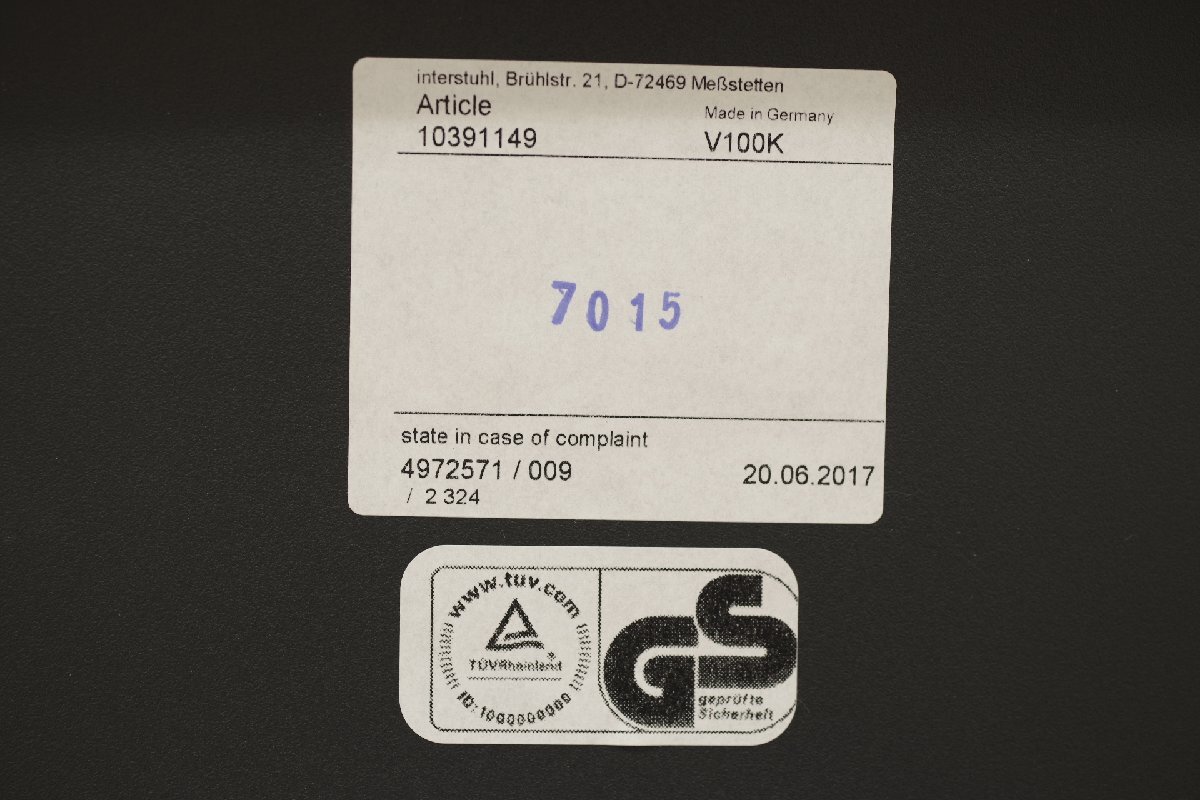 interstuhl, Brühlstr. 21, D-72469 Meßstetten
Article
Made in Germany
10391149
V100K
7015
state in case of complaint
4972571 / 009
20.06.2017
/ 2 324
www.tuv.com
TÜVRheinland®
ID:1000000000
GS
geprüfte
Sicherheit